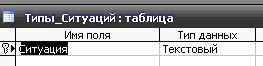 Типы_Ситуаций : таблица
Имя поля Тип данных
Ситуация Текстовый